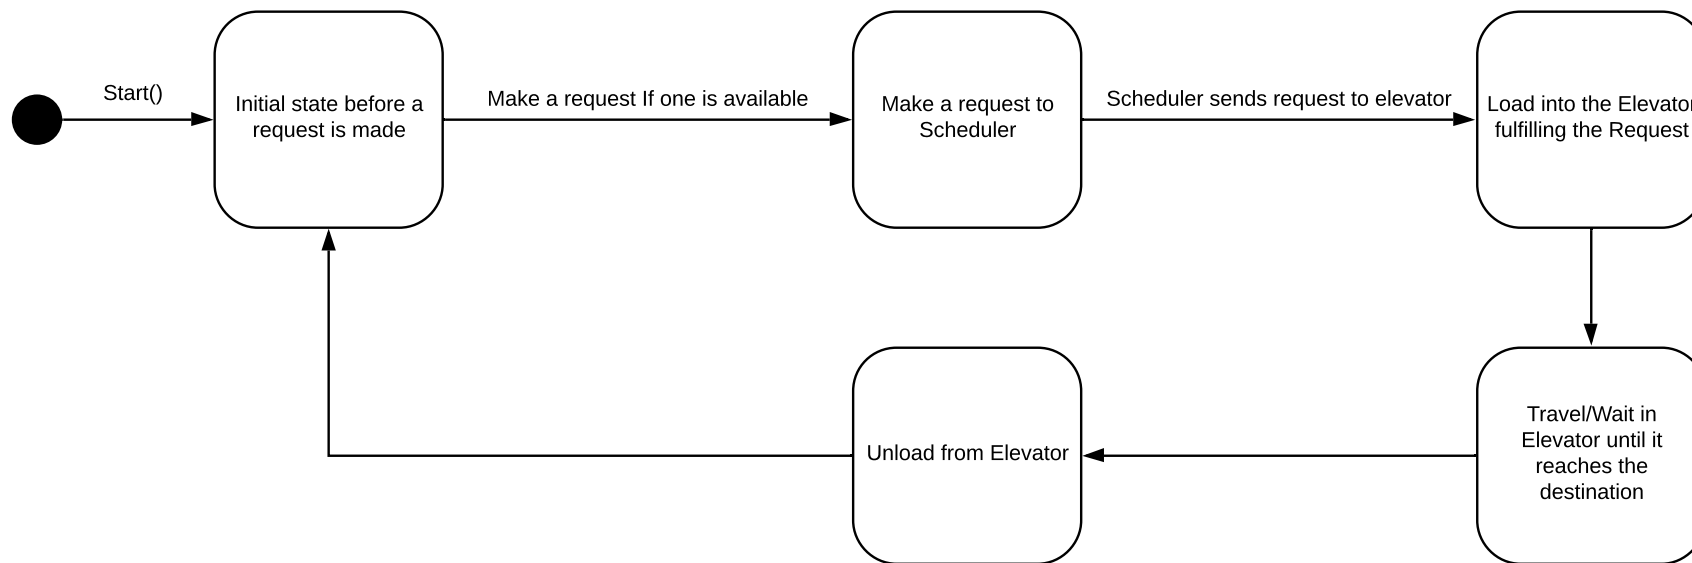 Start()
Initial state before a
request is made
Make a request If one is available
Make a request to
Scheduler
Scheduler sends request to elevator
Load into the Elevator
fulfilling the Request
Travel/Wait in
Elevator until it
reaches the
destination
Unload from Elevator